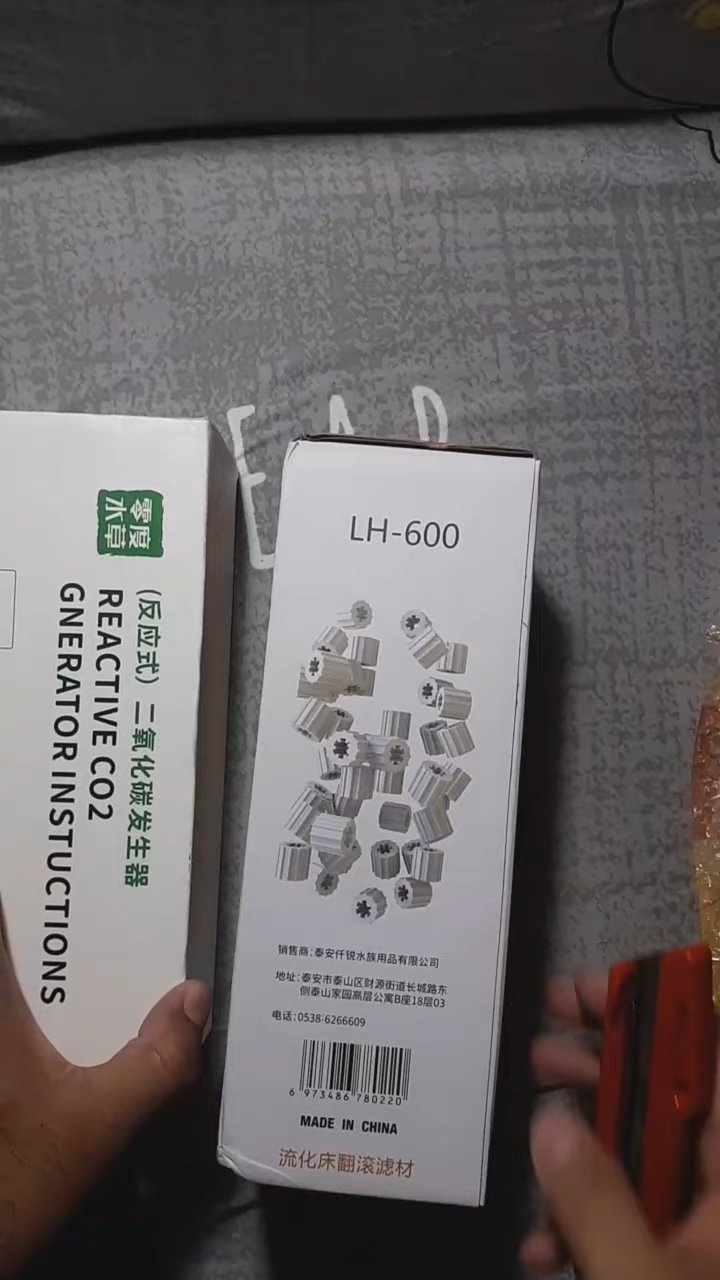 零度
水草
(反应式) 二氧化碳发生器
REACTIVE CO2
GNERATOR INSTUCTIONS
LH-600
销售商:泰安仟锐水族用品有限公司
地址:泰安市泰山区财源街道长城路东
侧泰山家园高层公寓B座18层03
电话:0538-6266609
6 973486 780220
MADE IN CHINA
流化床翻滚滤材